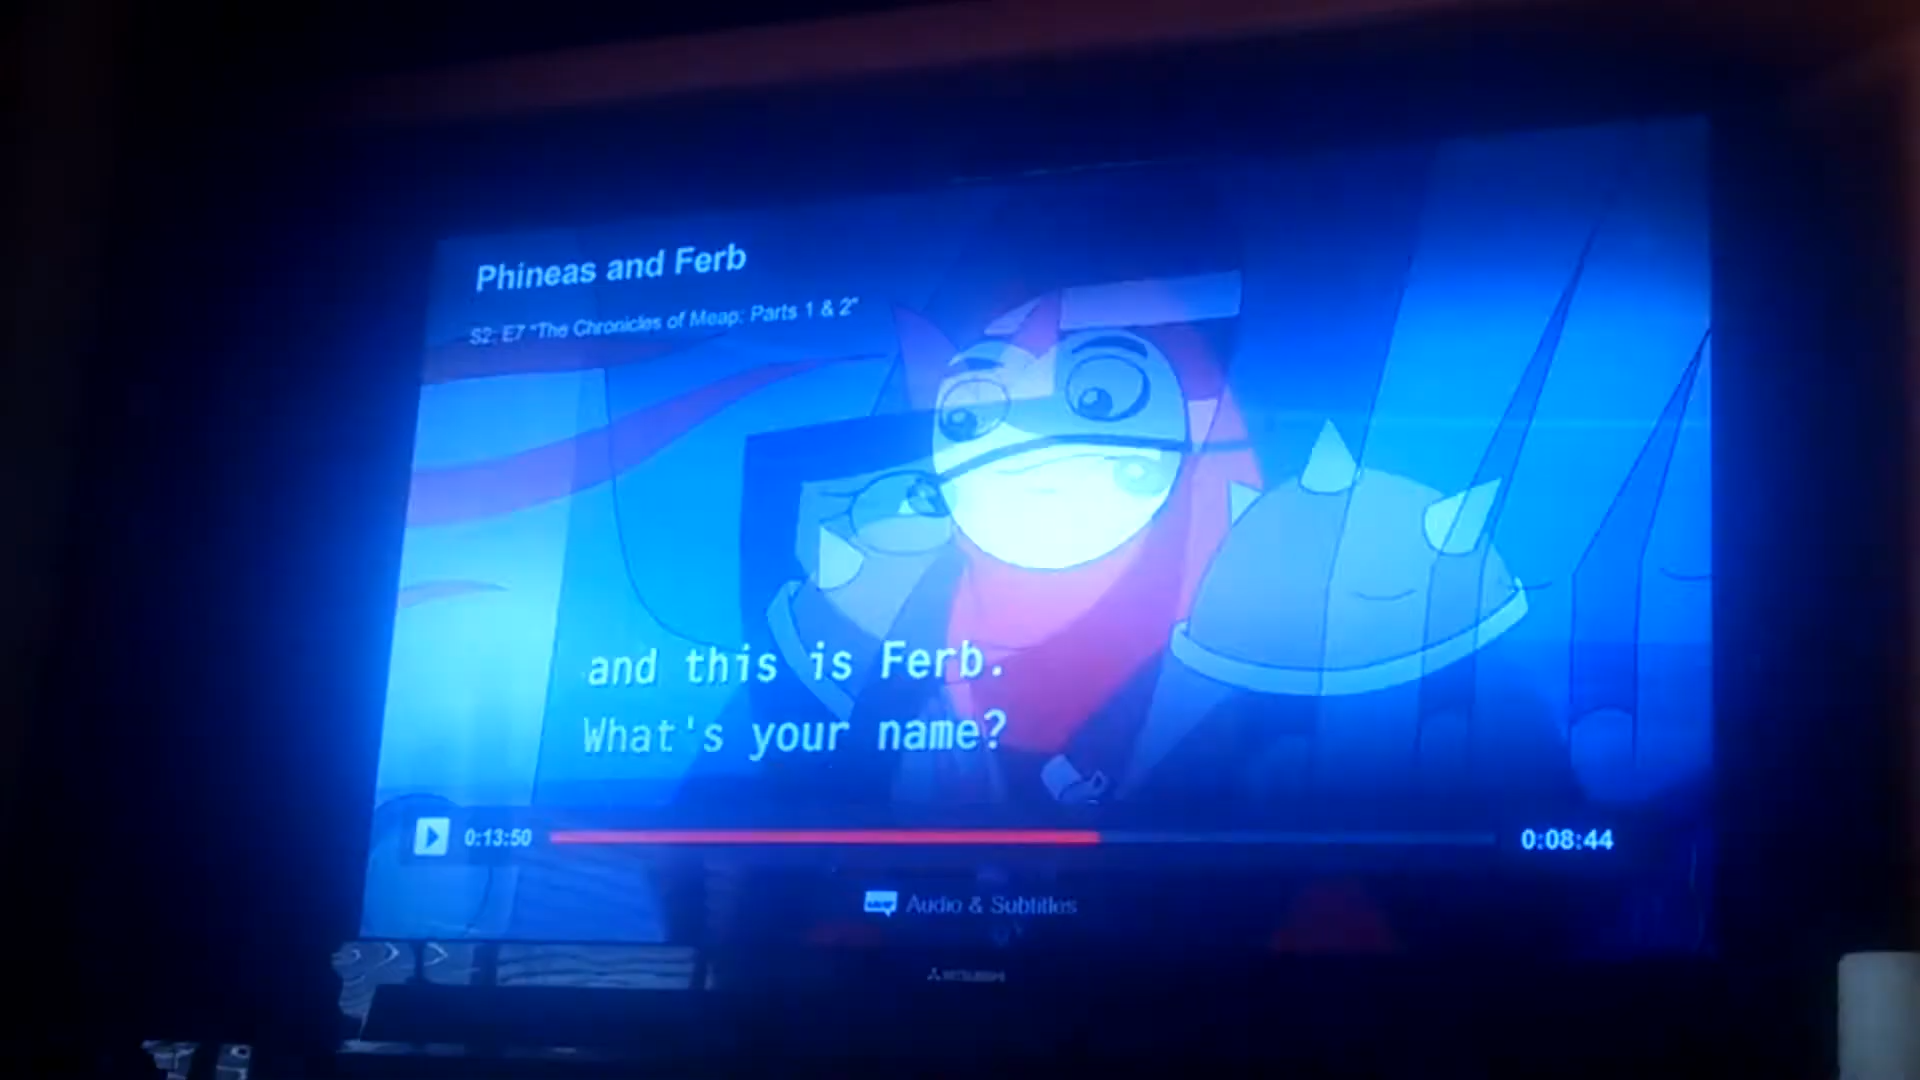 Phineas and Ferb
S2: E7 "The Chronicles of Meap: Parts 1 & 2"
and this is Ferb.
What's your name?
0:13:50
0:08:44
Audio & Subtitles
MITSUBISHI